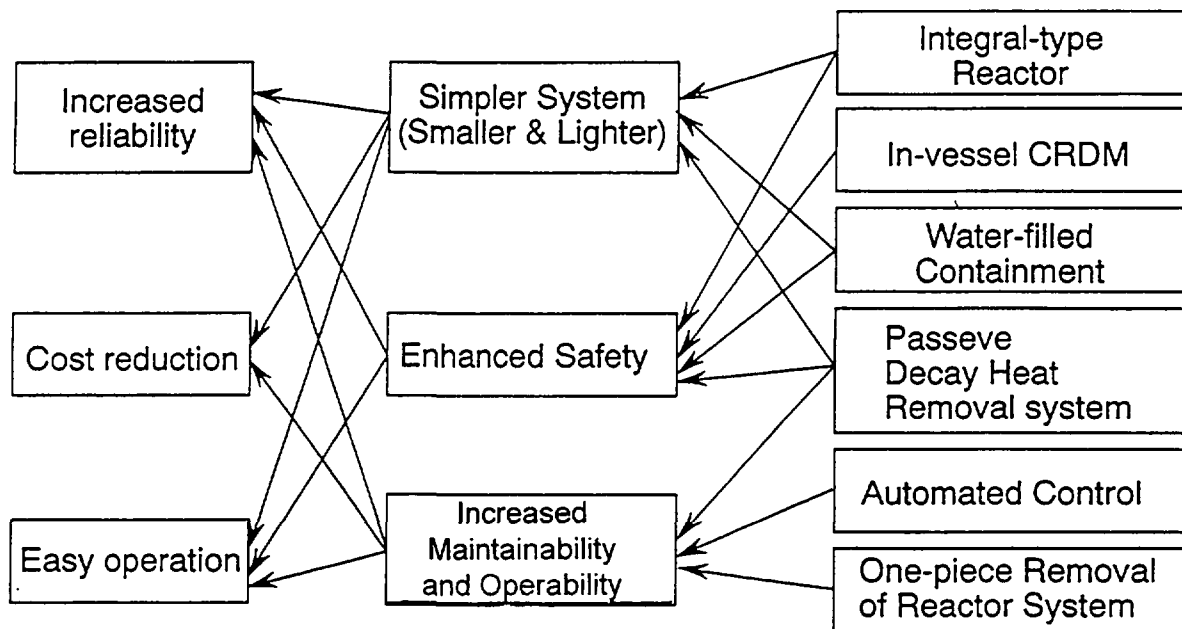 Increased
reliability
Cost reduction
Easy operation
Simpler System
(Smaller & Lighter)
Enhanced Safety
Increased
Maintainability
and Operability
Integral-type
Reactor
In-vessel CRDM
Water-filled
Containment
Passeve
Decay Heat
Removal system
Automated Control
One-piece Removal
of Reactor System